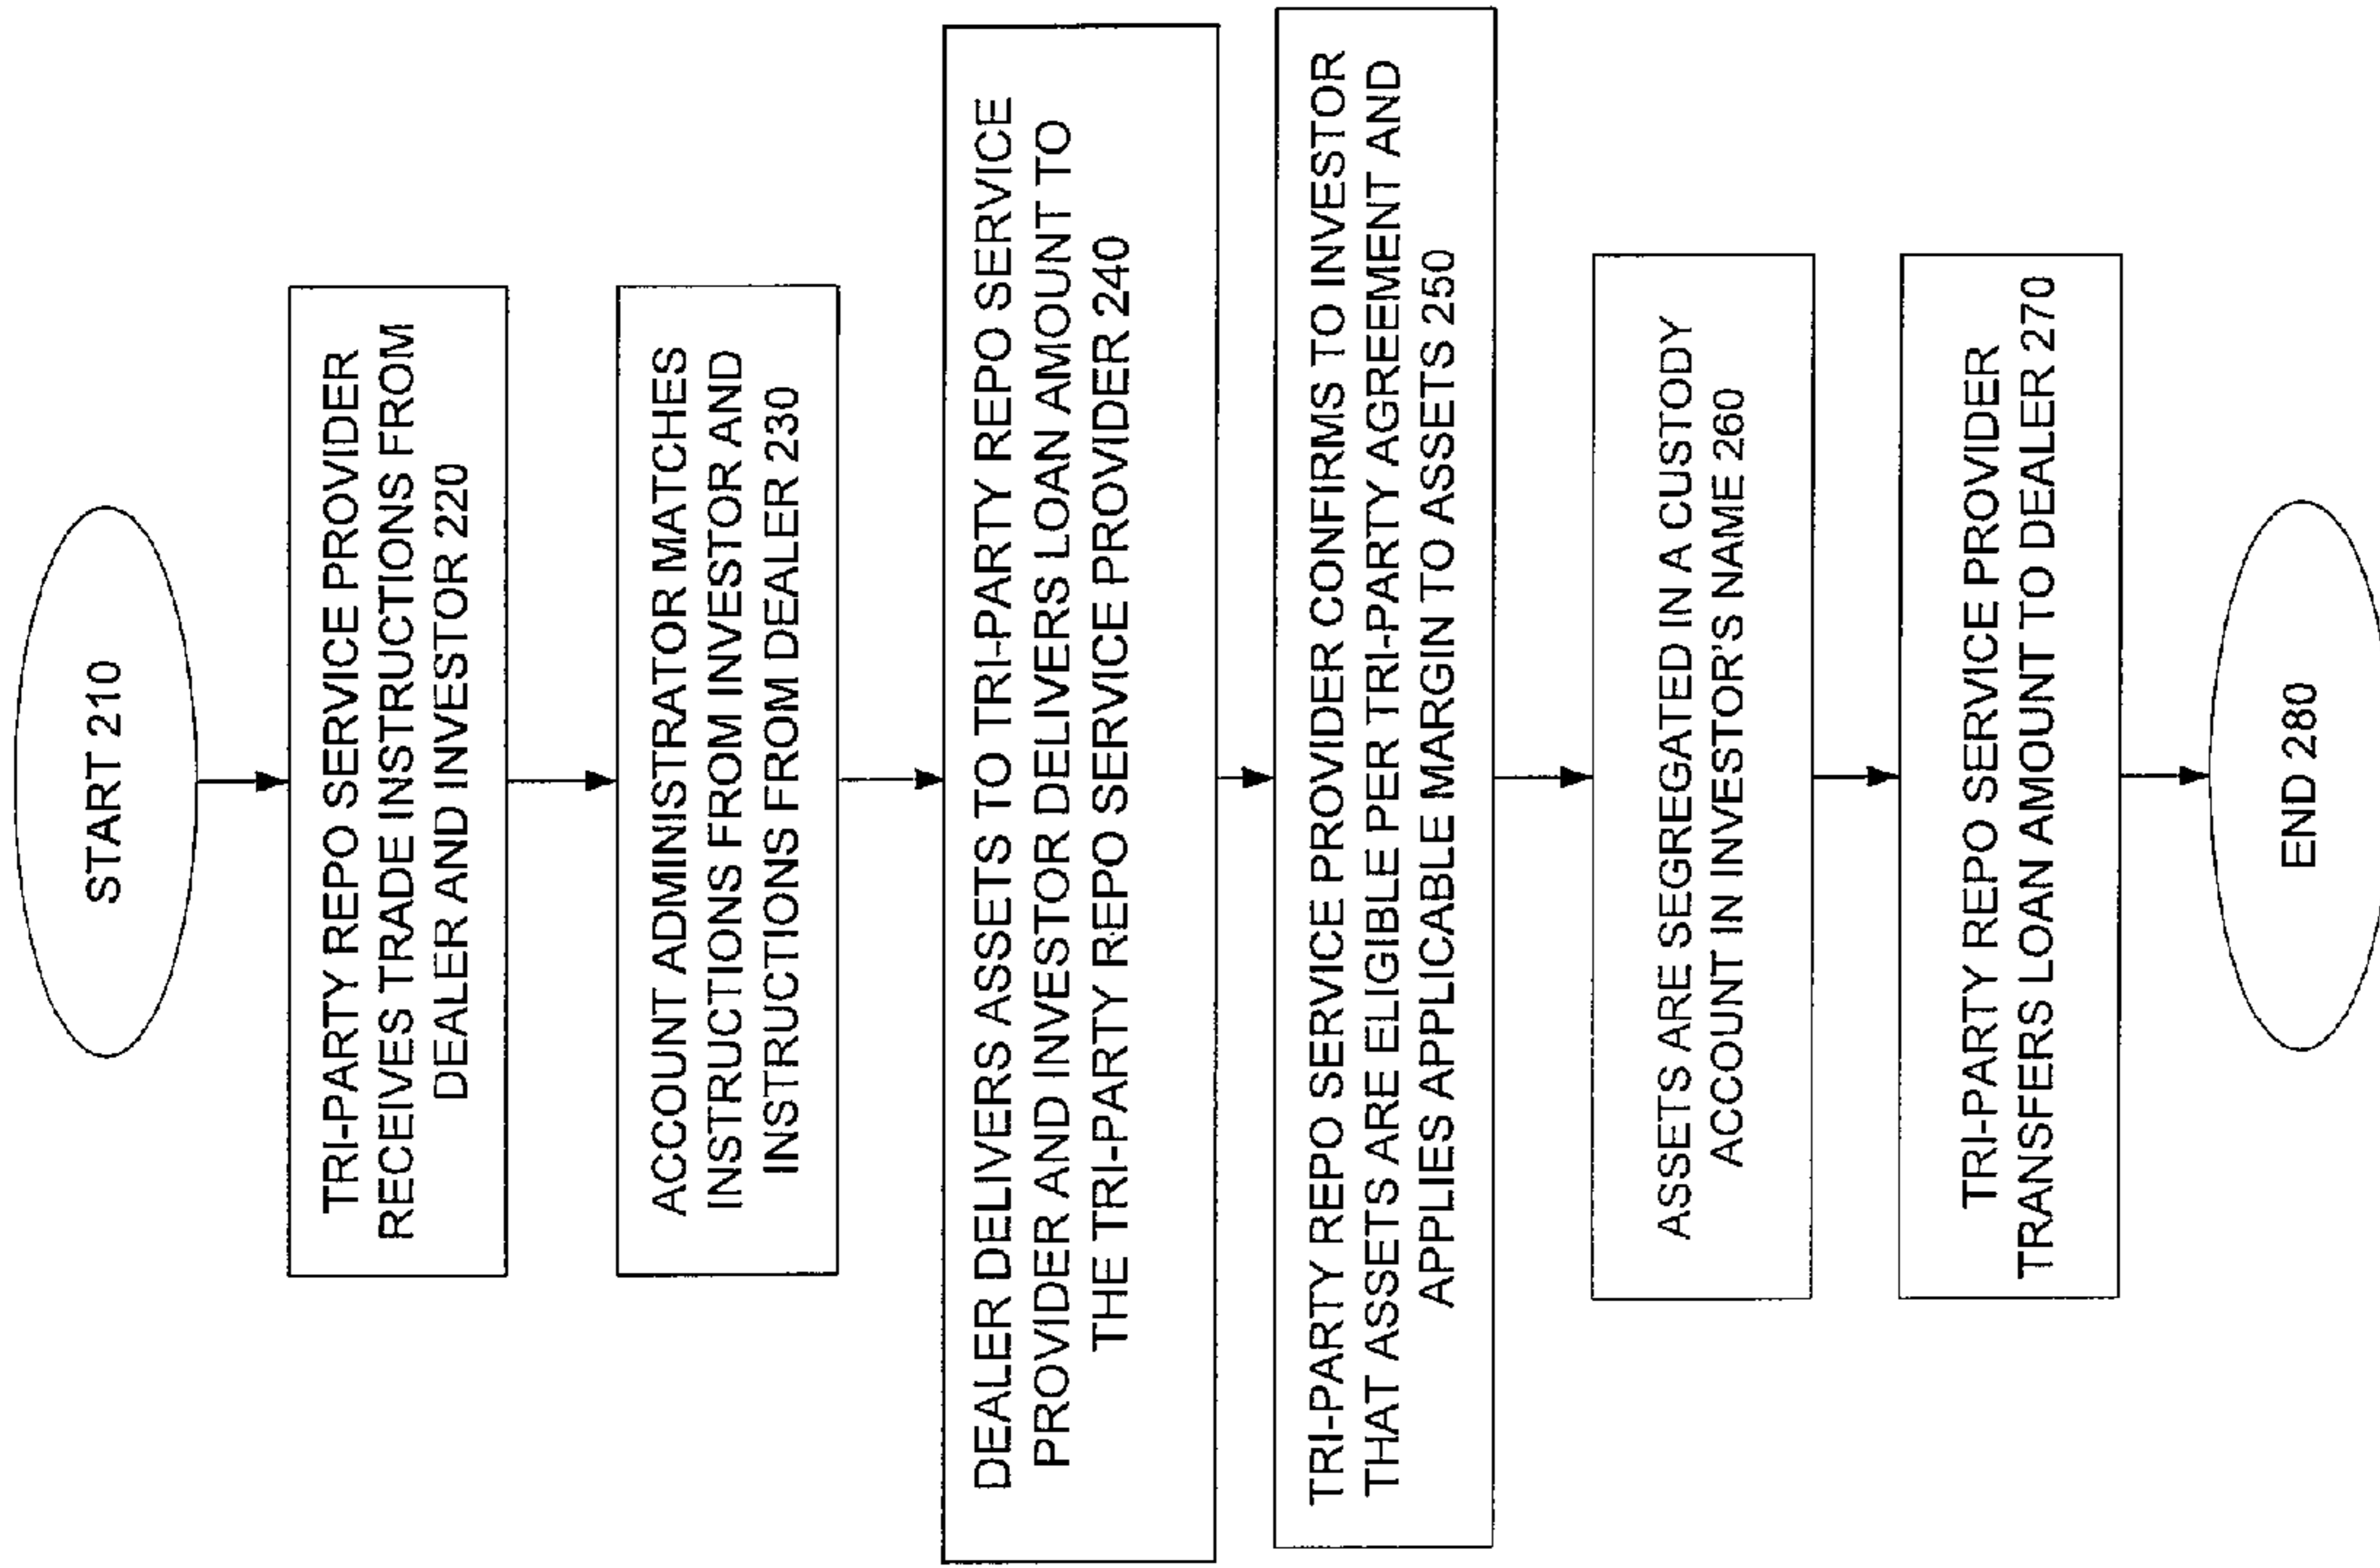 START 210
TRI-PARTY REPO SERVICE PROVIDER
RECEIVES TRADE INSTRUCTIONS FROM
DEALER AND INVESTOR 220
ACCOUNT ADMINISTRATOR MATCHES
INSTRUCTIONS FROM INVESTOR AND
INSTRUCTIONS FROM DEALER 230
DEALER DELIVERS ASSETS TO TRI-PARTY REPO SERVICE
PROVIDER AND INVESTOR DELIVERS LOAN AMOUNT TO
THE TRI-PARTY REPO SERVICE PROVIDER 240
TRI-PARTY REPO SERVICE PROVIDER CONFIRMS TO INVESTOR
THAT ASSETS ARE ELIGIBLE PER TRI-PARTY AGREEMENT AND
APPLIES APPLICABLE MARGIN TO ASSETS 250
ASSETS ARE SEGREGATED IN A CUSTODY
ACCOUNT IN INVESTOR'S NAME 260
TRI-PARTY REPO SERVICE PROVIDER
TRANSFERS LOAN AMOUNT TO DEALER 270
END 280